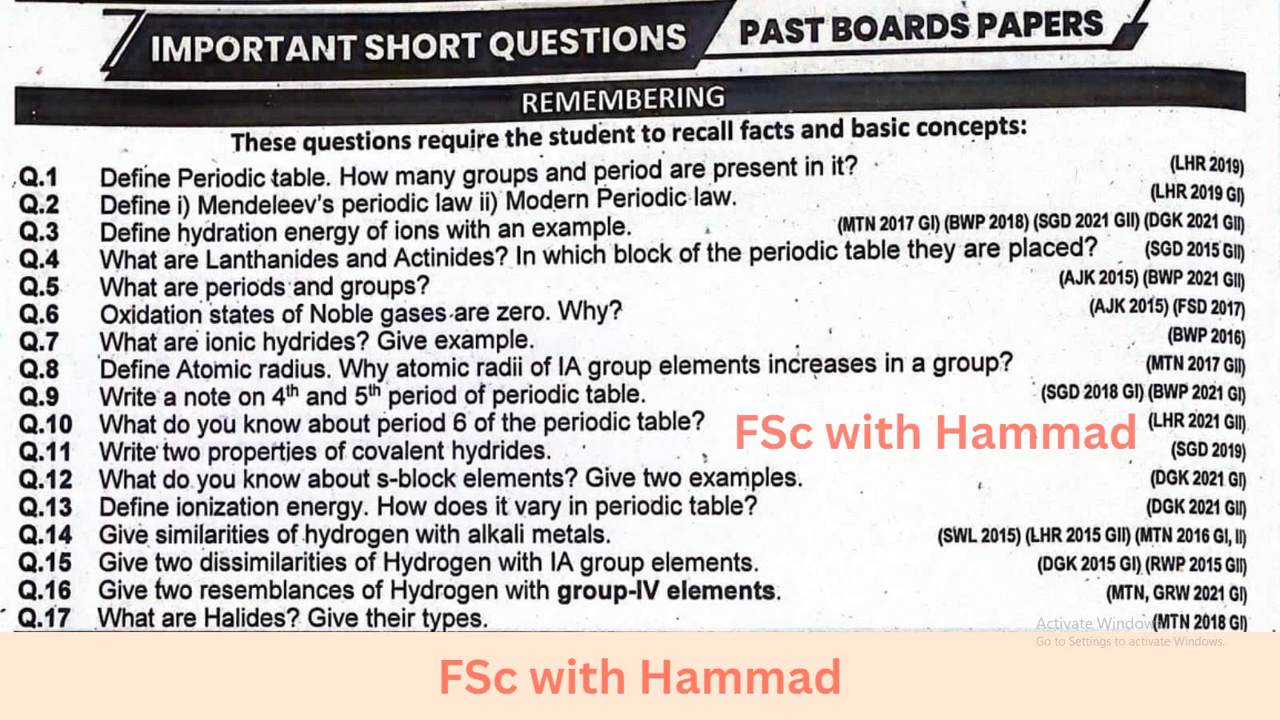 IMPORTANT SHORT QUESTIONS PAST BOARDS PAPERS
REMEMBERING
These questions require the student to recall facts and basic concepts:
Q.1 Define Periodic table. How many groups and period are present in it? (LHR 2019)
Q.2 Define i) Mendeleev's periodic law ii) Modern Periodic law. (LHR 2019 GI)
Q.3 Define hydration energy of ions with an example. (MTN 2017 GI) (BWP 2018) (SGD 2021 GII) (DGK 2021 GII)
Q.4 What are Lanthanides and Actinides? In which block of the periodic table they are placed? (SGD 2015 GII)
Q.5 What are periods and groups? (AJK 2015) (BWP 2021 GII)
Q.6 Oxidation states of Noble gases are zero. Why? (AJK 2015) (FSD 2017)
Q.7 What are ionic hydrides? Give example. (BWP 2016)
Q.8 Define Atomic radius. Why atomic radii of IA group elements increases in a group? (MTN 2017 GII)
Q.9 Write a note on 4th and 5th period of periodic table. (SGD 2018 GI) (BWP 2021 GI)
Q.10 What do you know about period 6 of the periodic table? (LHR 2021 GII)
FSc with Hammad
Q.11 Write two properties of covalent hydrides. (SGD 2019)
Q.12 What do you know about s-block elements? Give two examples. (DGK 2021 GI)
Q.13 Define ionization energy. How does it vary in periodic table? (DGK 2021 GII)
Q.14 Give similarities of hydrogen with alkali metals. (SWL 2015) (LHR 2015 GII) (MTN 2016 GI, II)
Q.15 Give two dissimilarities of Hydrogen with IA group elements. (DGK 2015 GI) (RWP 2015 GII)
Q.16 Give two resemblances of Hydrogen with group-IV elements. (MTN, GRW 2021 GI)
Q.17 What are Halides? Give their types. (MTN 2018 GI)
Activate Windows
Go to Settings to activate Windows.
FSc with Hammad